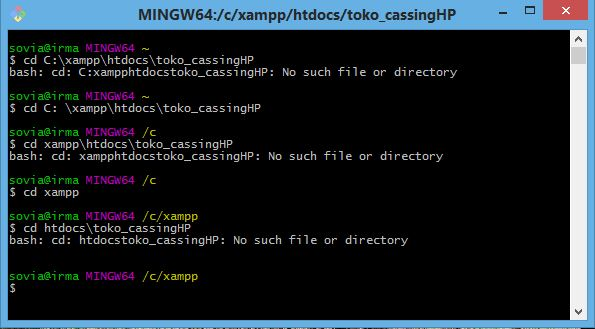 MINGW64:/c/xampp/htdocs/toko_cassingHP
sovia@irma MINGW64 ~
$ cd C:\xampp\htdocs\toko_cassingHP
bash: cd: C:xampphtdocstoko_cassingHP: No such file or directory
sovia@irma MINGW64 ~
$ cd C: \xampp\htdocs\toko_cassingHP
sovia@irma MINGW64 /c
$ cd xampp\htdocs\toko_cassingHP
bash: cd: xampphtdocstoko_cassingHP: No such file or directory
sovia@irma MINGW64 /c
$ cd xampp
sovia@irma MINGW64 /c/xampp
$ cd htdocs\toko_cassingHP
bash: cd: htdocstoko_cassingHP: No such file or directory
sovia@irma MINGW64 /c/xampp
$